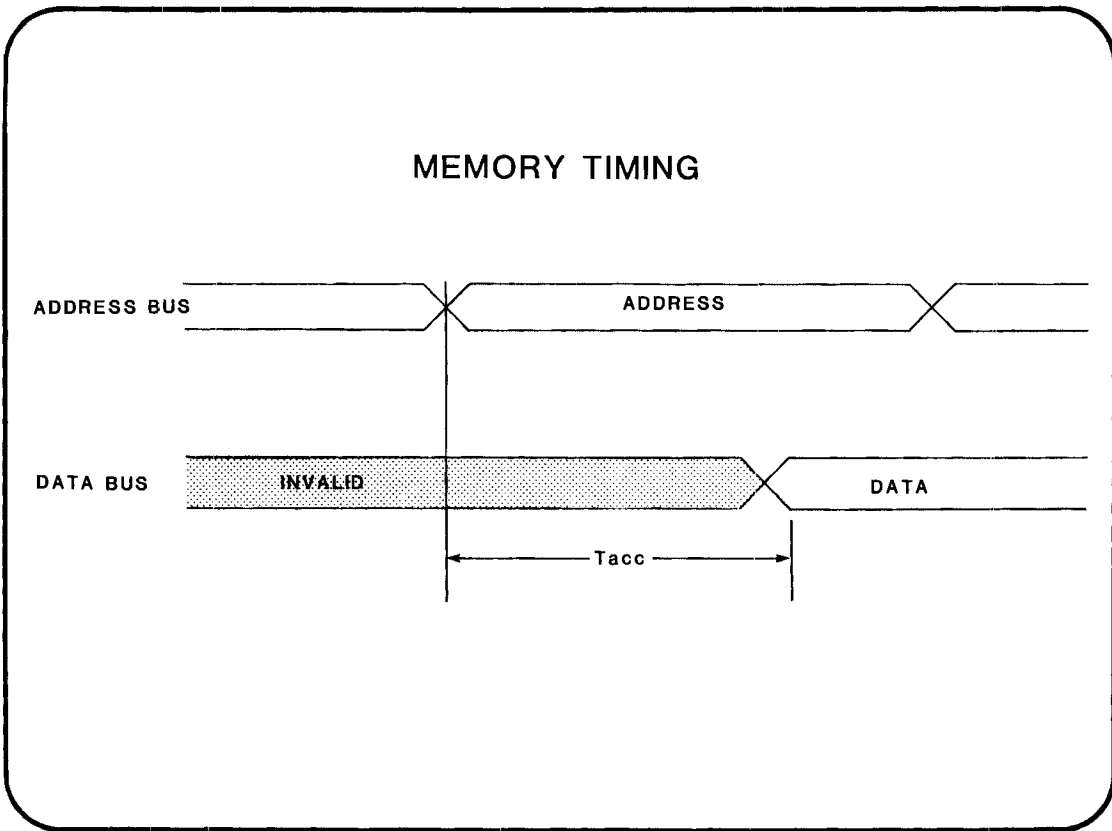 MEMORY TIMING
ADDRESS BUS
ADDRESS
DATA BUS
INVALID
DATA
Tacc